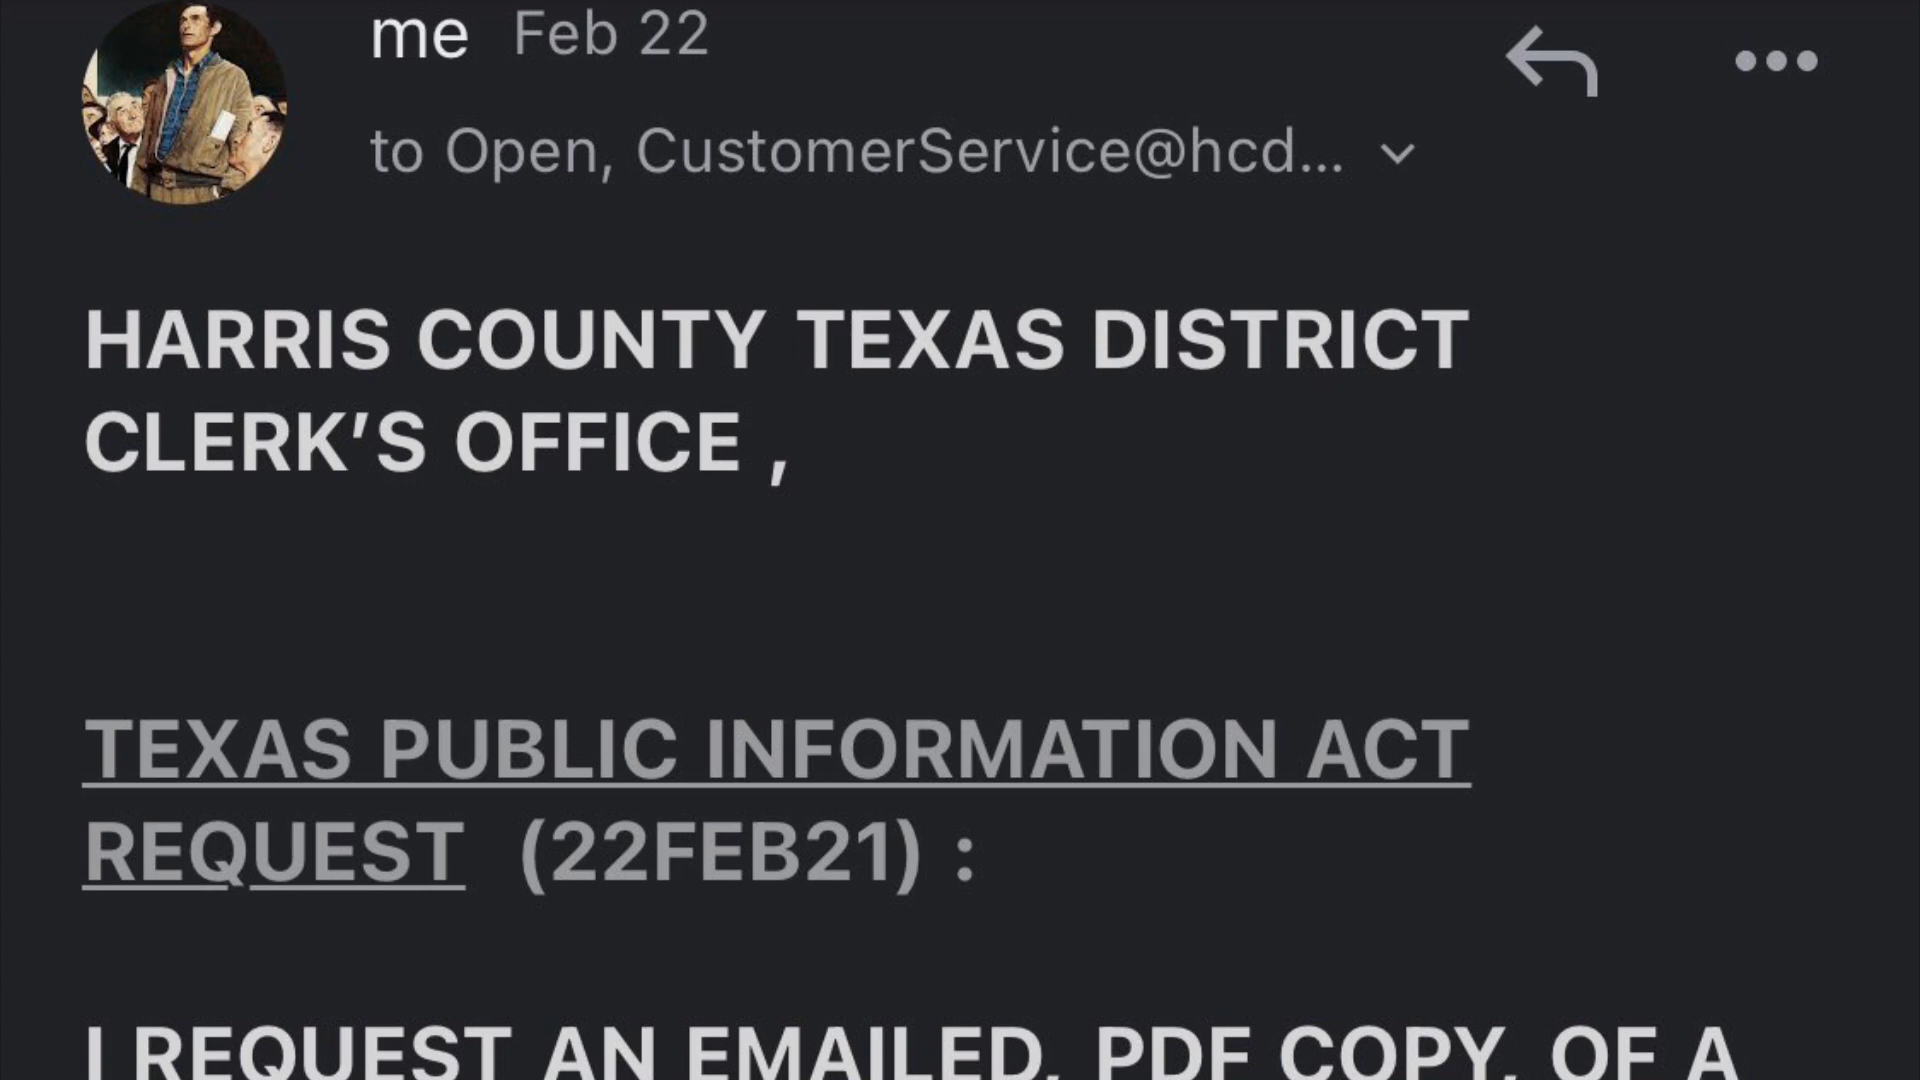 me Feb 22
to Open, CustomerService@hcd...
HARRIS COUNTY TEXAS DISTRICT
CLERK’S OFFICE ,
TEXAS PUBLIC INFORMATION ACT
REQUEST (22FEB21) :
I REQUEST AN EMAILED, PDF COPY, OF A